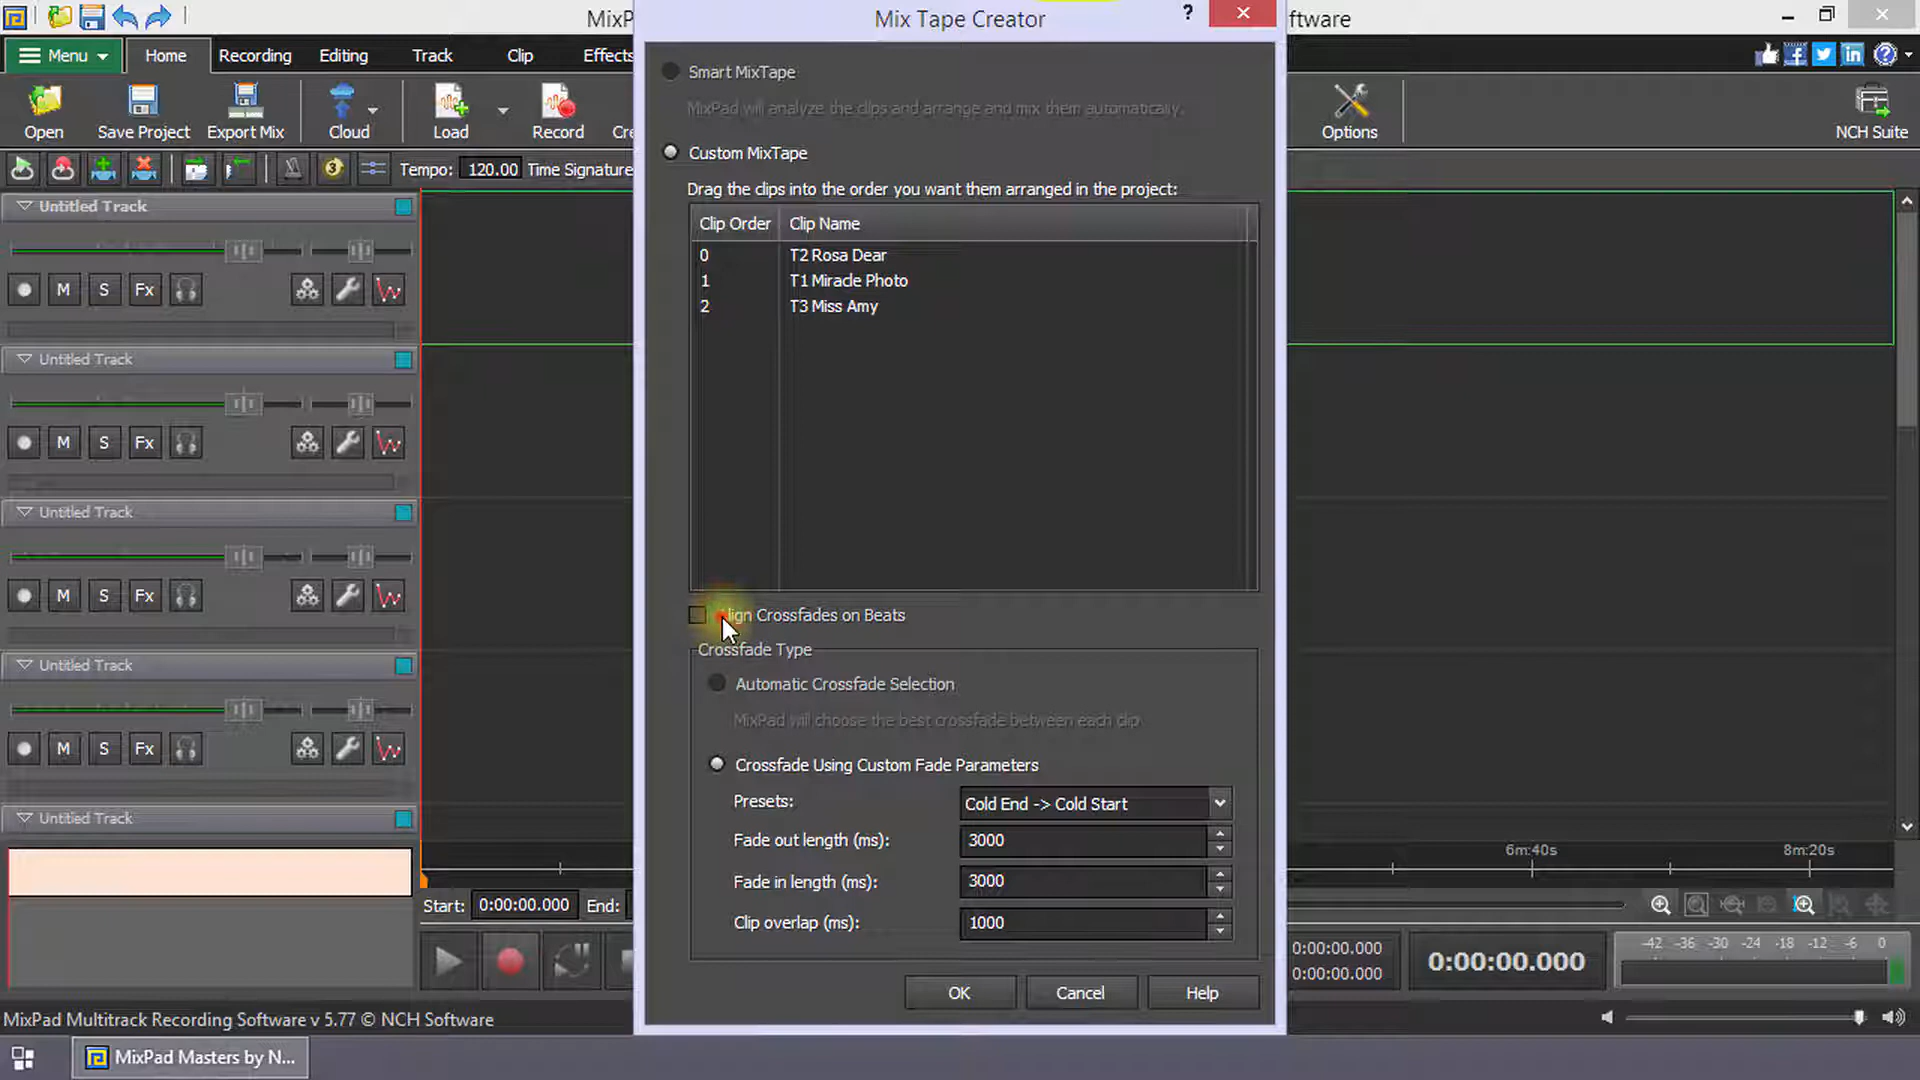 MixP
Mix Tape Creator
?
ftware
Menu
Home
Recording
Editing
Track
Clip
Effects
Open
Save Project
Export Mix
Cloud
Load
Record
Cre
Options
NCH Suite
Tempo: 120.00 Time Signature
Smart MixTape
MixPad will analyze the clips and arrange and mix them automatically.
Custom MixTape
Drag the clips into the order you want them arranged in the project:
Clip Order Clip Name
0 T2 Rosa Dear
1 T1 Miracle Photo
2 T3 Miss Amy
Align Crossfades on Beats
Crossfade Type
Automatic Crossfade Selection
MixPad will choose the best crossfade between each clip
Crossfade Using Custom Fade Parameters
Presets: Cold End -> Cold Start
Fade out length (ms): 3000
Fade in length (ms): 3000
Clip overlap (ms): 1000
OK
Cancel
Help
Untitled Track
M S Fx
Untitled Track
M S Fx
Untitled Track
M S Fx
Untitled Track
M S Fx
Untitled Track
6m:40s
8m:20s
Start: 0:00:00.000 End:
0:00:00.000
0:00:00.000
0:00:00.000
-42 -36 -30 -24 -18 -12 -6 0
MixPad Multitrack Recording Software v 5.77 © NCH Software
MixPad Masters by N...